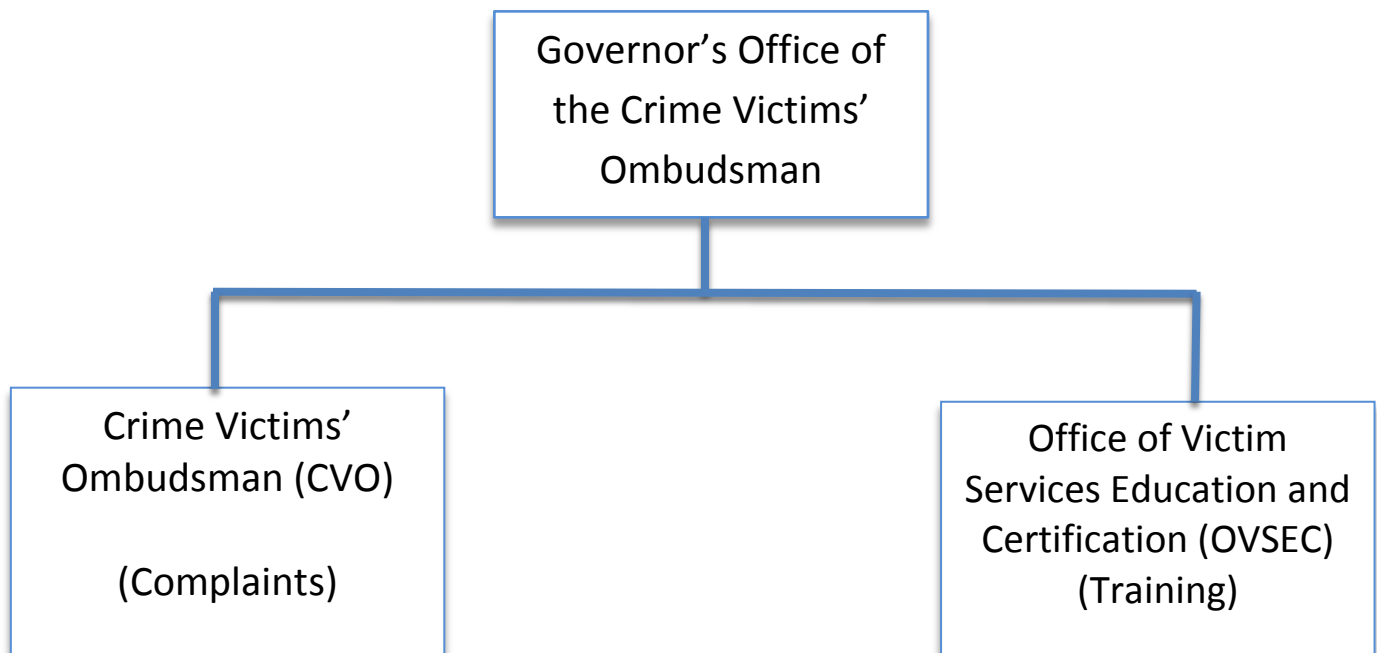 Governor’s Office of
the Crime Victims’
Ombudsman
Crime Victims’
Ombudsman (CVO)
(Complaints)
Office of Victim
Services Education and
Certification (OVSEC)
(Training)